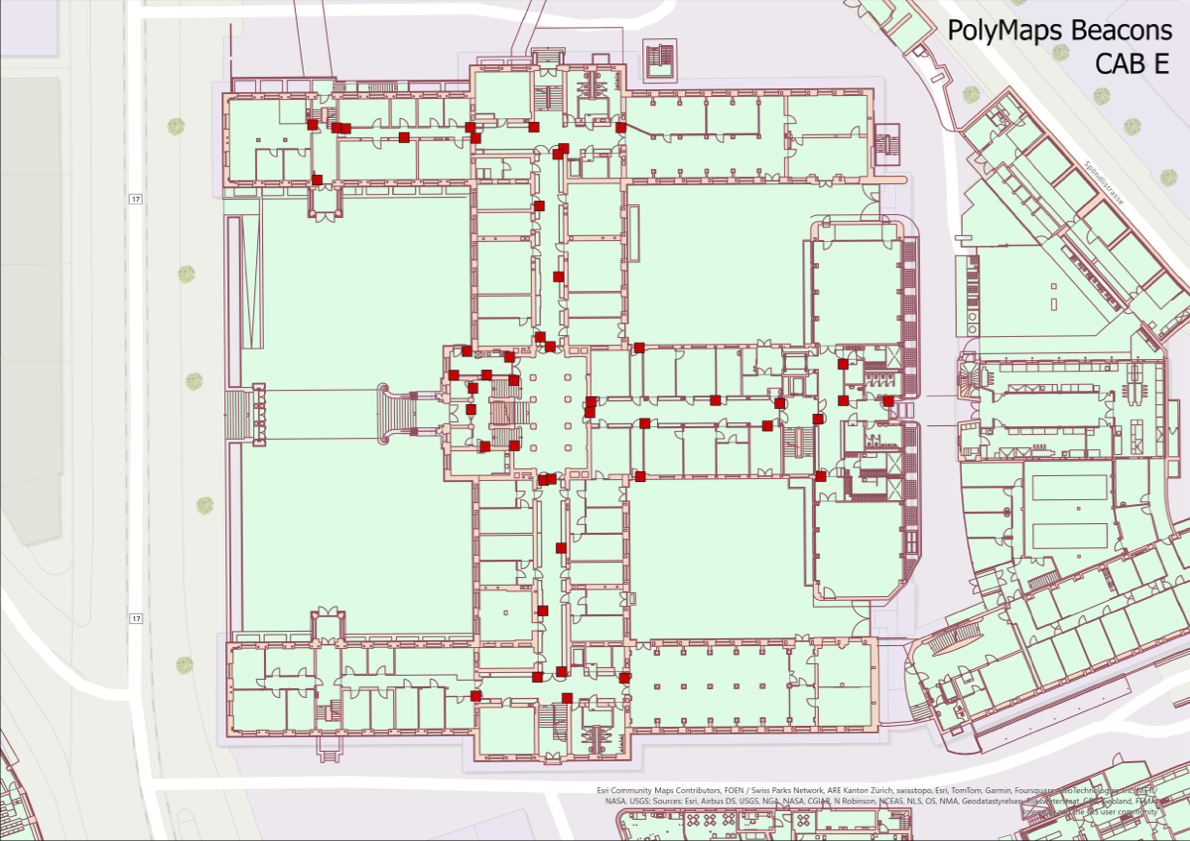 PolyMaps Beacons
CAB E
Spöndlistrasse
17
17
Esri Community Maps Contributors, FOEN / Swiss Parks Network, ARE Kanton Zürich, swisstopo, Esri, TomTom, Garmin, Foursquare, GeoTechnologies, Inc, METI/
NASA, USGS; Sources: Esri, Airbus DS, USGS, NGA, NASA, CGIAR, N Robinson, NCEAS, NLS, OS, NMA, Geodatastyrelsen, GSA, Geoland, FEMA,
the GIS user community